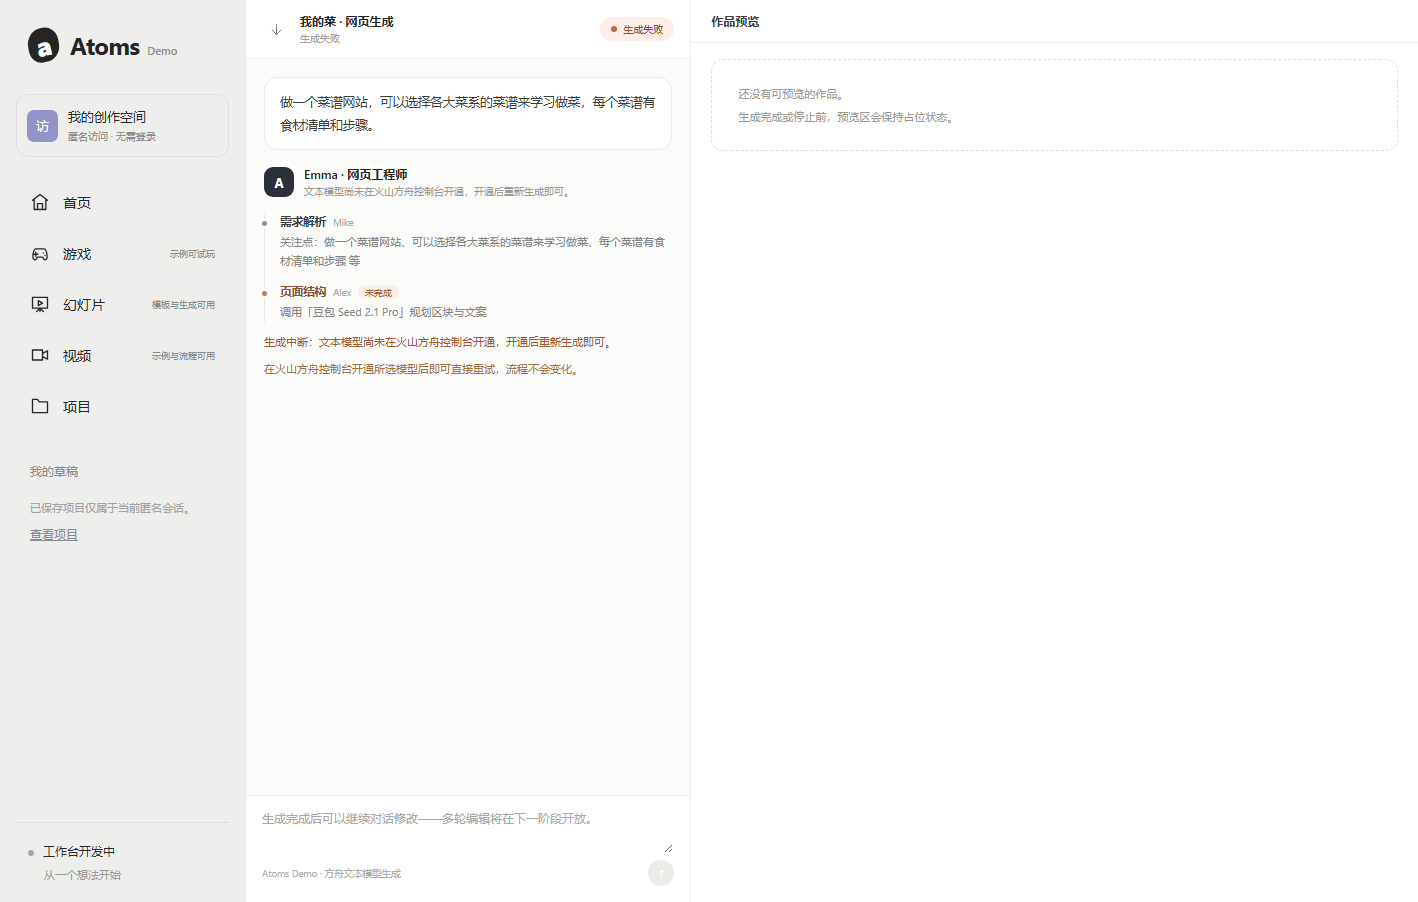 a Atoms Demo
访
我的创作空间
匿名访问 · 无需登录
首页
游戏 示例可试玩
幻灯片 模板与生成可用
视频 示例与流程可用
项目
我的草稿
已保存项目仅属于当前匿名会话。
查看项目
工作台开发中
从一个想法开始
↓
我的菜 · 网页生成
生成失败
生成失败
做一个菜谱网站，可以选择各大菜系的菜谱来学习做菜，每个菜谱有
食材清单和步骤。
A
Emma · 网页工程师
文本模型尚未在火山方舟控制台开通，开通后重新生成即可。
需求解析 Mike
关注点：做一个菜谱网站、可以选择各大菜系的菜谱来学习做菜、每个菜谱有食
材清单和步骤 等
页面结构 Alex 未完成
调用「豆包 Seed 2.1 Pro」规划区块与文案
生成中断：文本模型尚未在火山方舟控制台开通，开通后重新生成即可。
在火山方舟控制台开通所选模型后即可直接重试，流程不会变化。
生成完成后可以继续对话修改——多轮编辑将在下一阶段开放。
Atoms Demo · 方舟文本模型生成
↑
作品预览
还没有可预览的作品。
生成完成或停止前，预览区会保持占位状态。